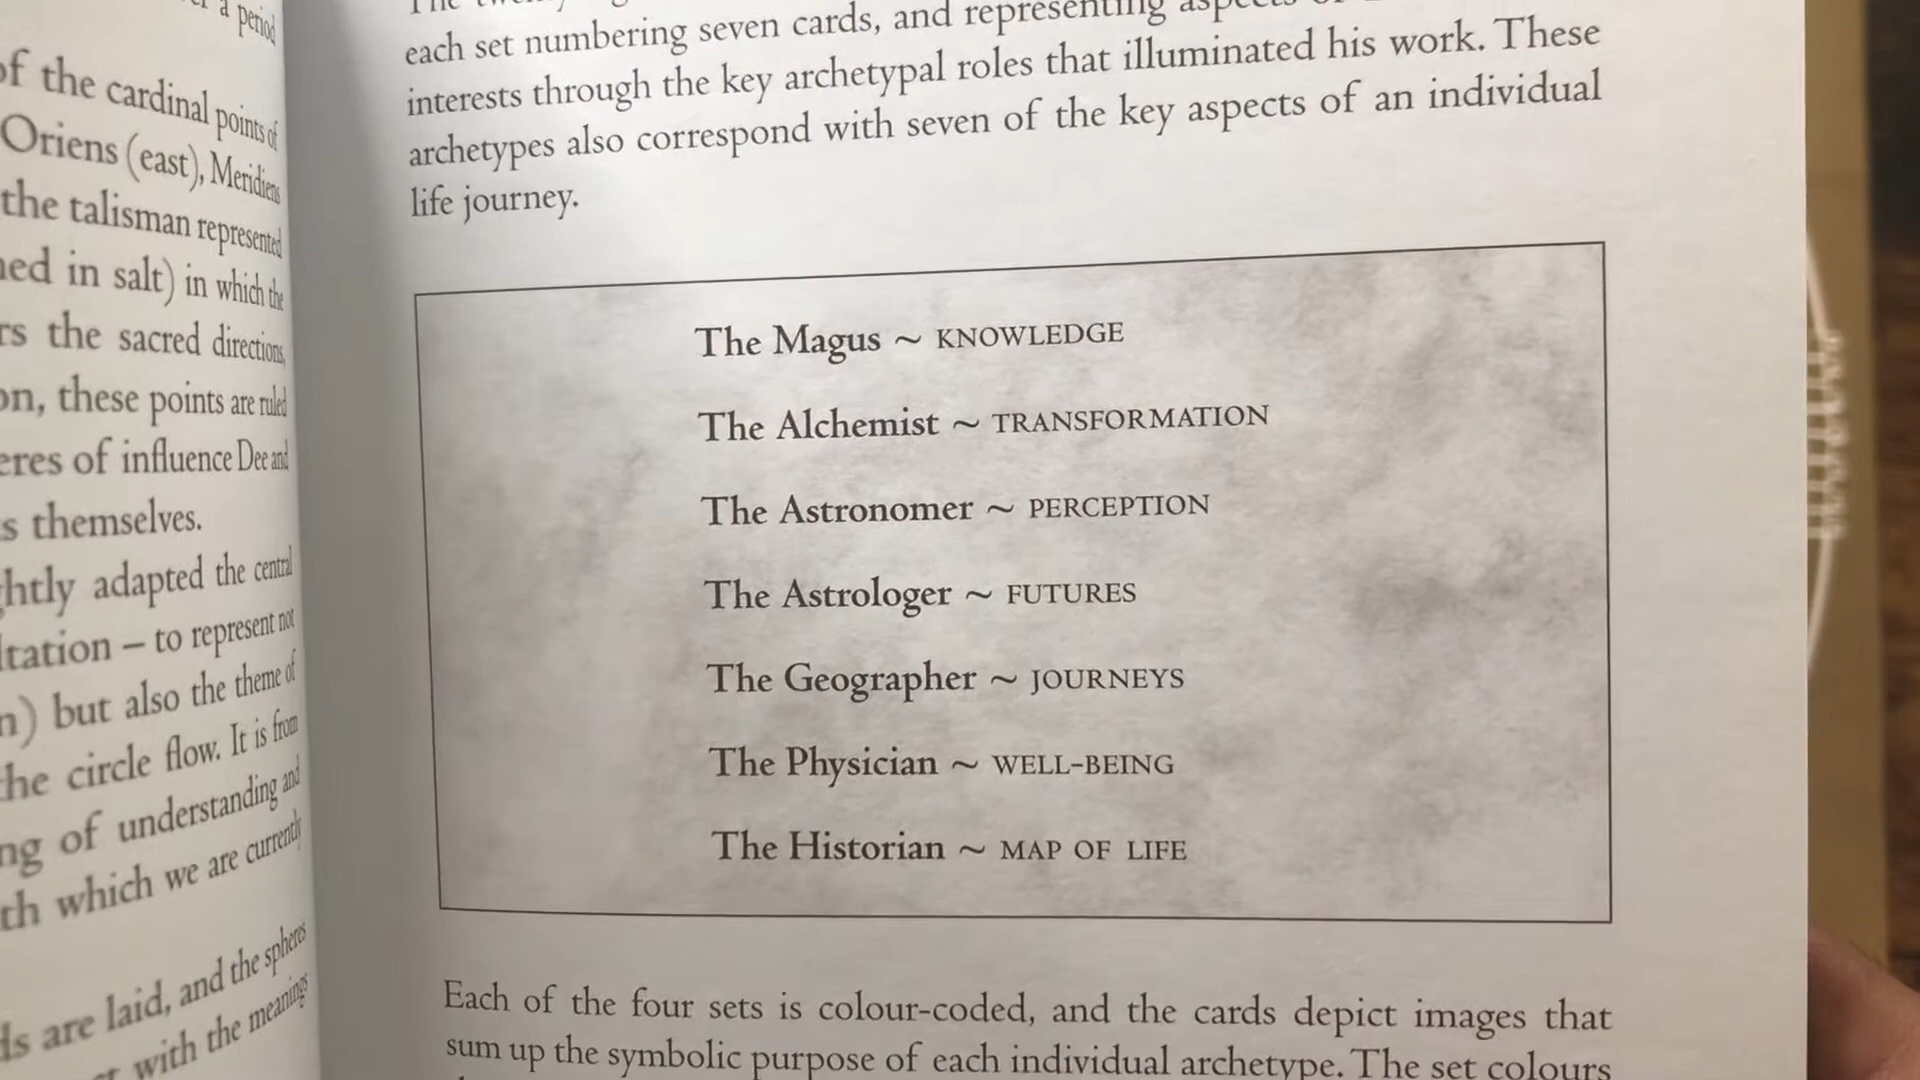 a period
of the cardinal points of
Oriens (east), Meridiens
the talisman represented
in salt) in which the
the sacred directions,
these points are ruled
of influence Dee and
themselves.
adapted the central
– to represent not
but also the theme of
circle flow. It is from
of understanding and
which we are currently
are laid, and the spheres
with the meanings
The
each set numbering seven cards, and representing aspects of
interests through the key archetypal roles that illuminated his work. These
archetypes also correspond with seven of the key aspects of an individual
life journey.
The Magus ~ KNOWLEDGE
The Alchemist ~ TRANSFORMATION
The Astronomer ~ PERCEPTION
The Astrologer ~ FUTURES
The Geographer ~ JOURNEYS
The Physician ~ WELL-BEING
The Historian ~ MAP OF LIFE
Each of the four sets is colour-coded, and the cards depict images that
sum up the symbolic purpose of each individual archetype. The set colours